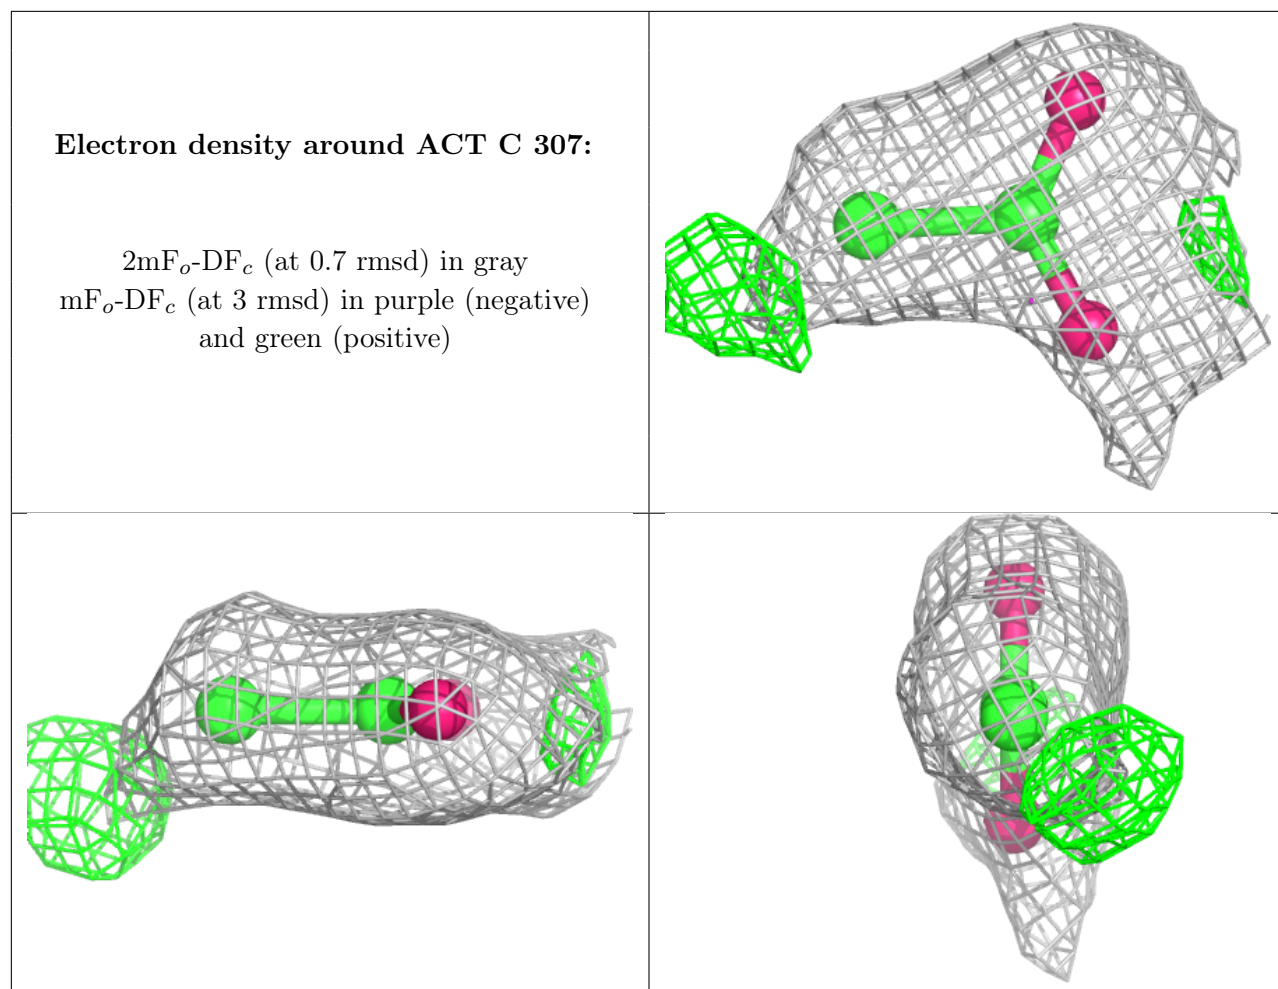 Electron density around ACT C 307:
2mFo-DFc (at 0.7 rmsd) in gray
mFo-DFc (at 3 rmsd) in purple (negative)
and green (positive)